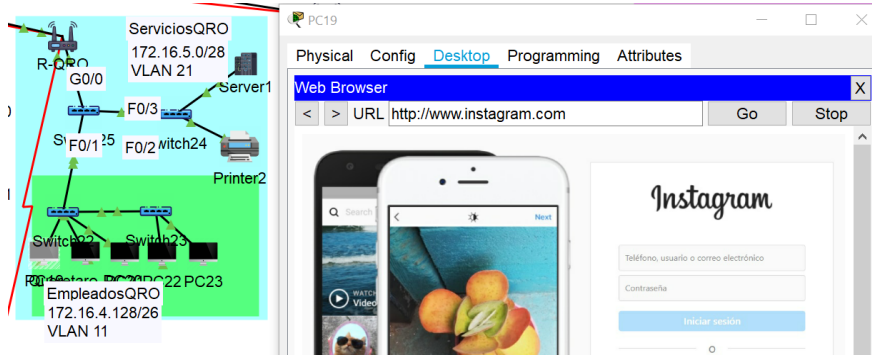 ServiciosQRO
172.16.5.0/28
VLAN 21
R-QRO
G0/0
Server1
F0/3
F0/1
F0/2
Printer2
Switch22
Switch23
PC22
PC23
EmpleadosQRO
172.16.4.128/26
VLAN 11
PC19
Physical Config Desktop Programming Attributes
Web Browser X
< > URL http://www.instagram.com Go Stop
Search
Next
WATCH
Video
Instagram
Teléfono, usuario o correo electrónico
Contraseña
Iniciar sesión
O